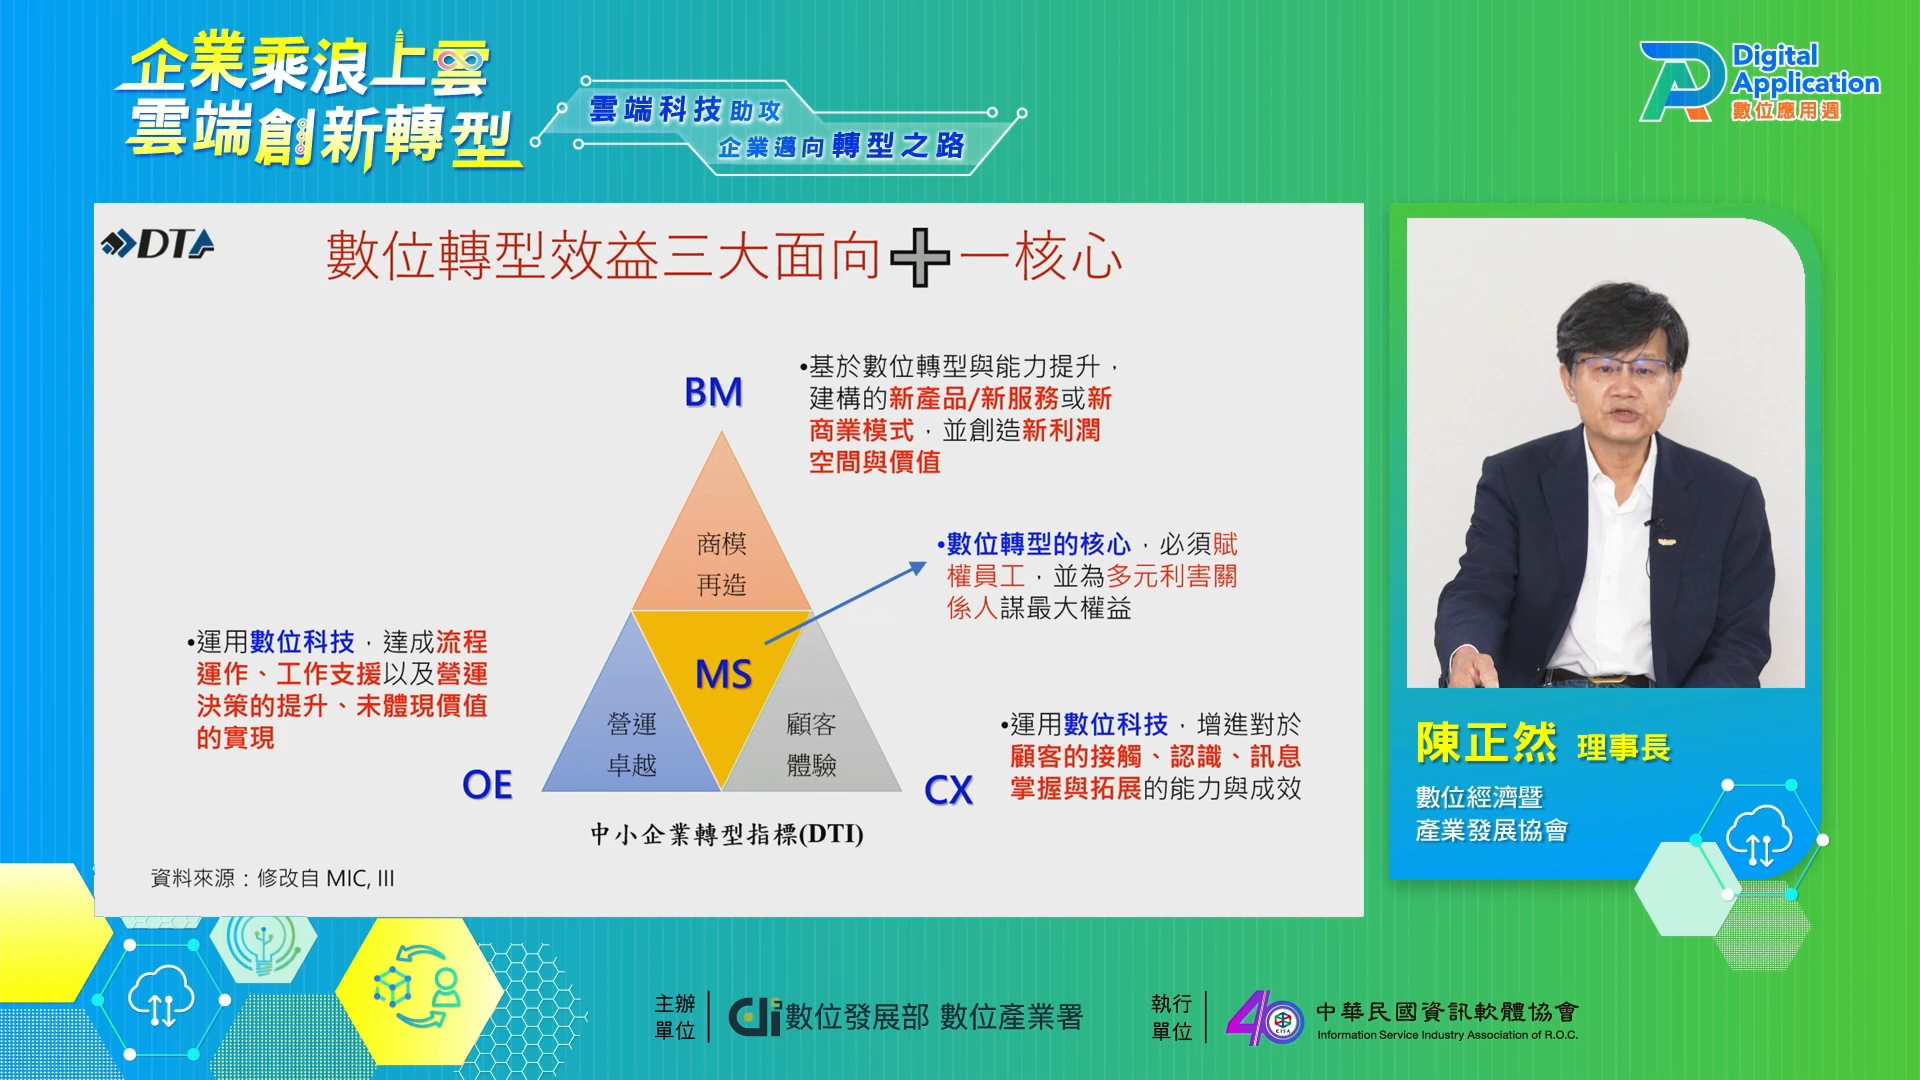 企業乘浪上雲
雲端創新轉型
雲端科技助攻
企業邁向轉型之路
Digital
Application
數位應用週
DTA
數位轉型效益三大面向+一核心
BM
•基於數位轉型與能力提升，
建構的新產品/新服務或新
商業模式，並創造新利潤
空間與價值
商模
再造
•數位轉型的核心，必須賦
權員工，並為多元利害關
係人謀最大權益
•運用數位科技，達成流程
運作、工作支援以及營運
決策的提升、未體現價值
的實現
MS
營運
卓越
顧客
體驗
OE
CX
•運用數位科技，增進對於
顧客的接觸、認識、訊息
掌握與拓展的能力與成效
中小企業轉型指標(DTI)
資料來源：修改自 MIC, III
陳正然 理事長
數位經濟暨
產業發展協會
主辦
單位
數位發展部 數位產業署
執行
單位
40
CISA
中華民國資訊軟體協會
Information Service Industry Association of R.O.C.